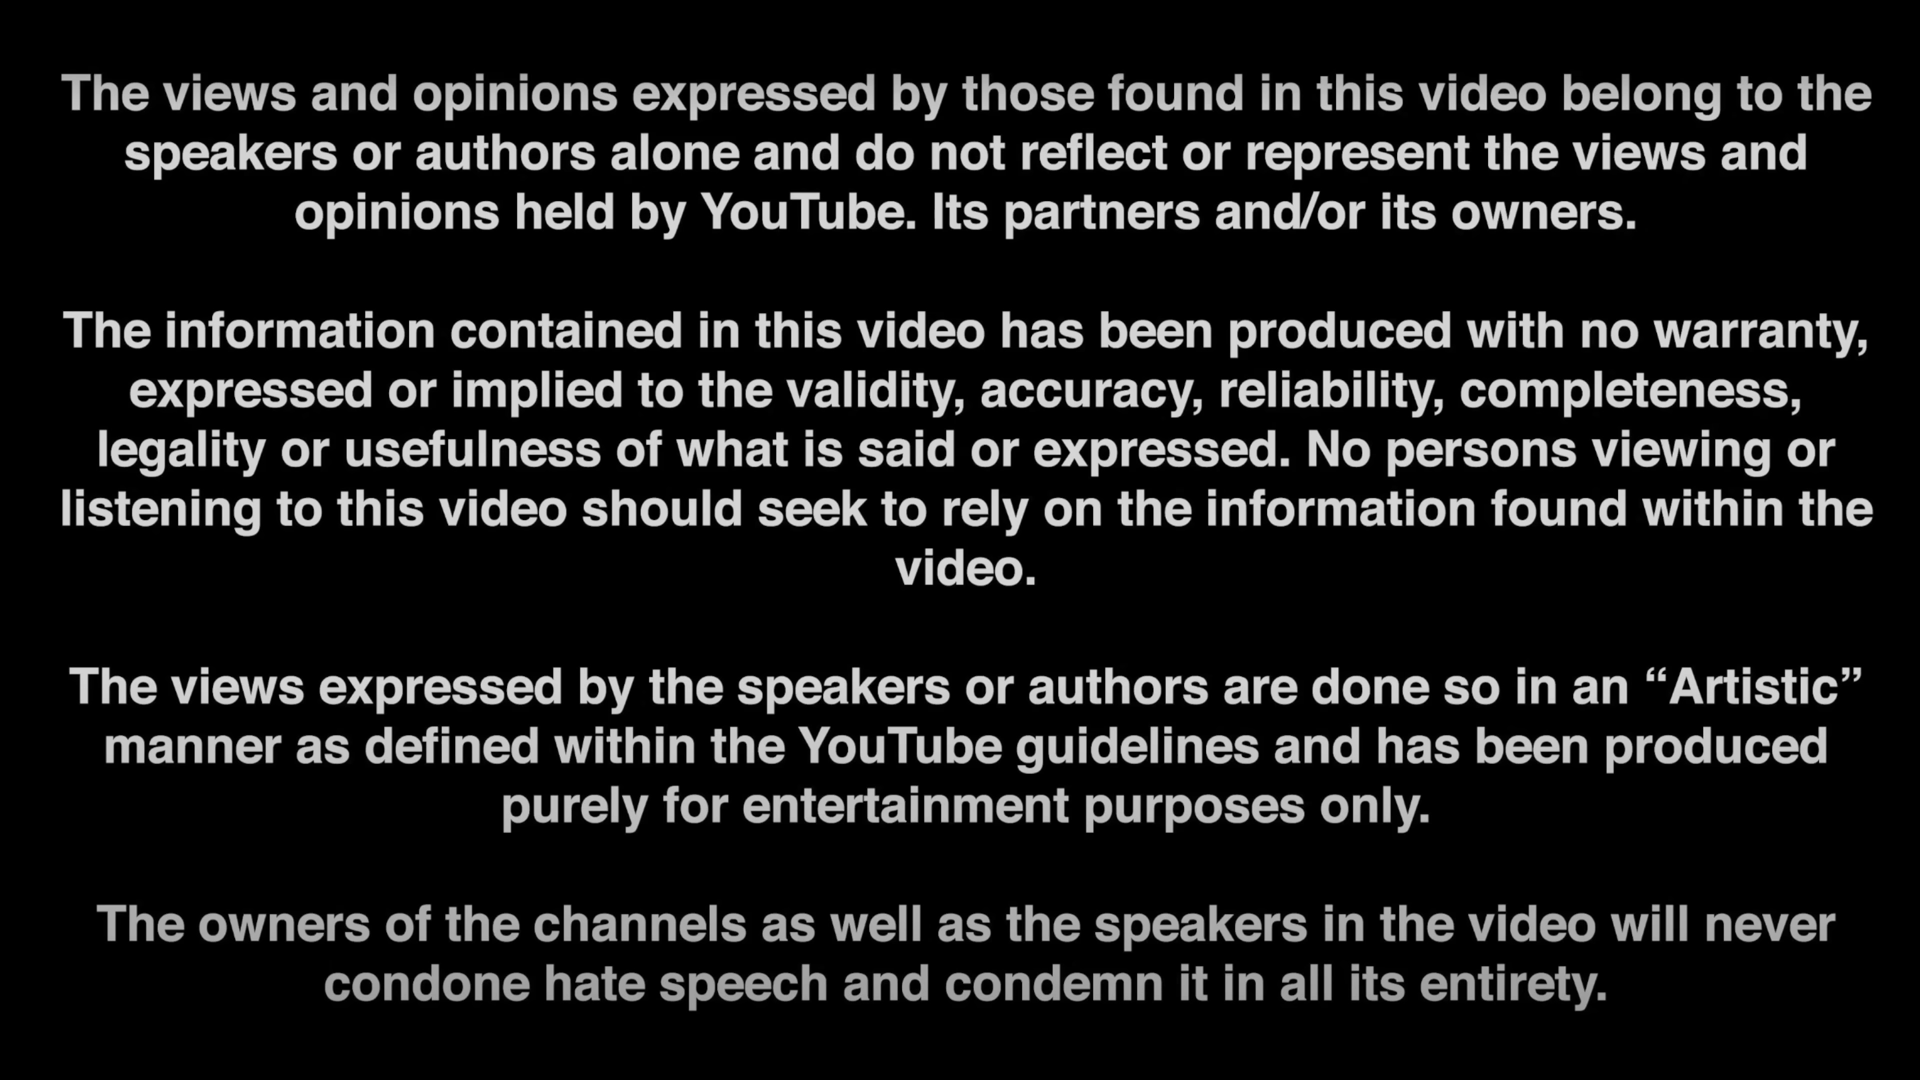 The views and opinions expressed by those found in this video belong to the
speakers or authors alone and do not reflect or represent the views and
opinions held by YouTube. Its partners and/or its owners.
The information contained in this video has been produced with no warranty,
expressed or implied to the validity, accuracy, reliability, completeness,
legality or usefulness of what is said or expressed. No persons viewing or
listening to this video should seek to rely on the information found within the
video.
The views expressed by the speakers or authors are done so in an “Artistic”
manner as defined within the YouTube guidelines and has been produced
purely for entertainment purposes only.
The owners of the channels as well as the speakers in the video will never
condone hate speech and condemn it in all its entirety.